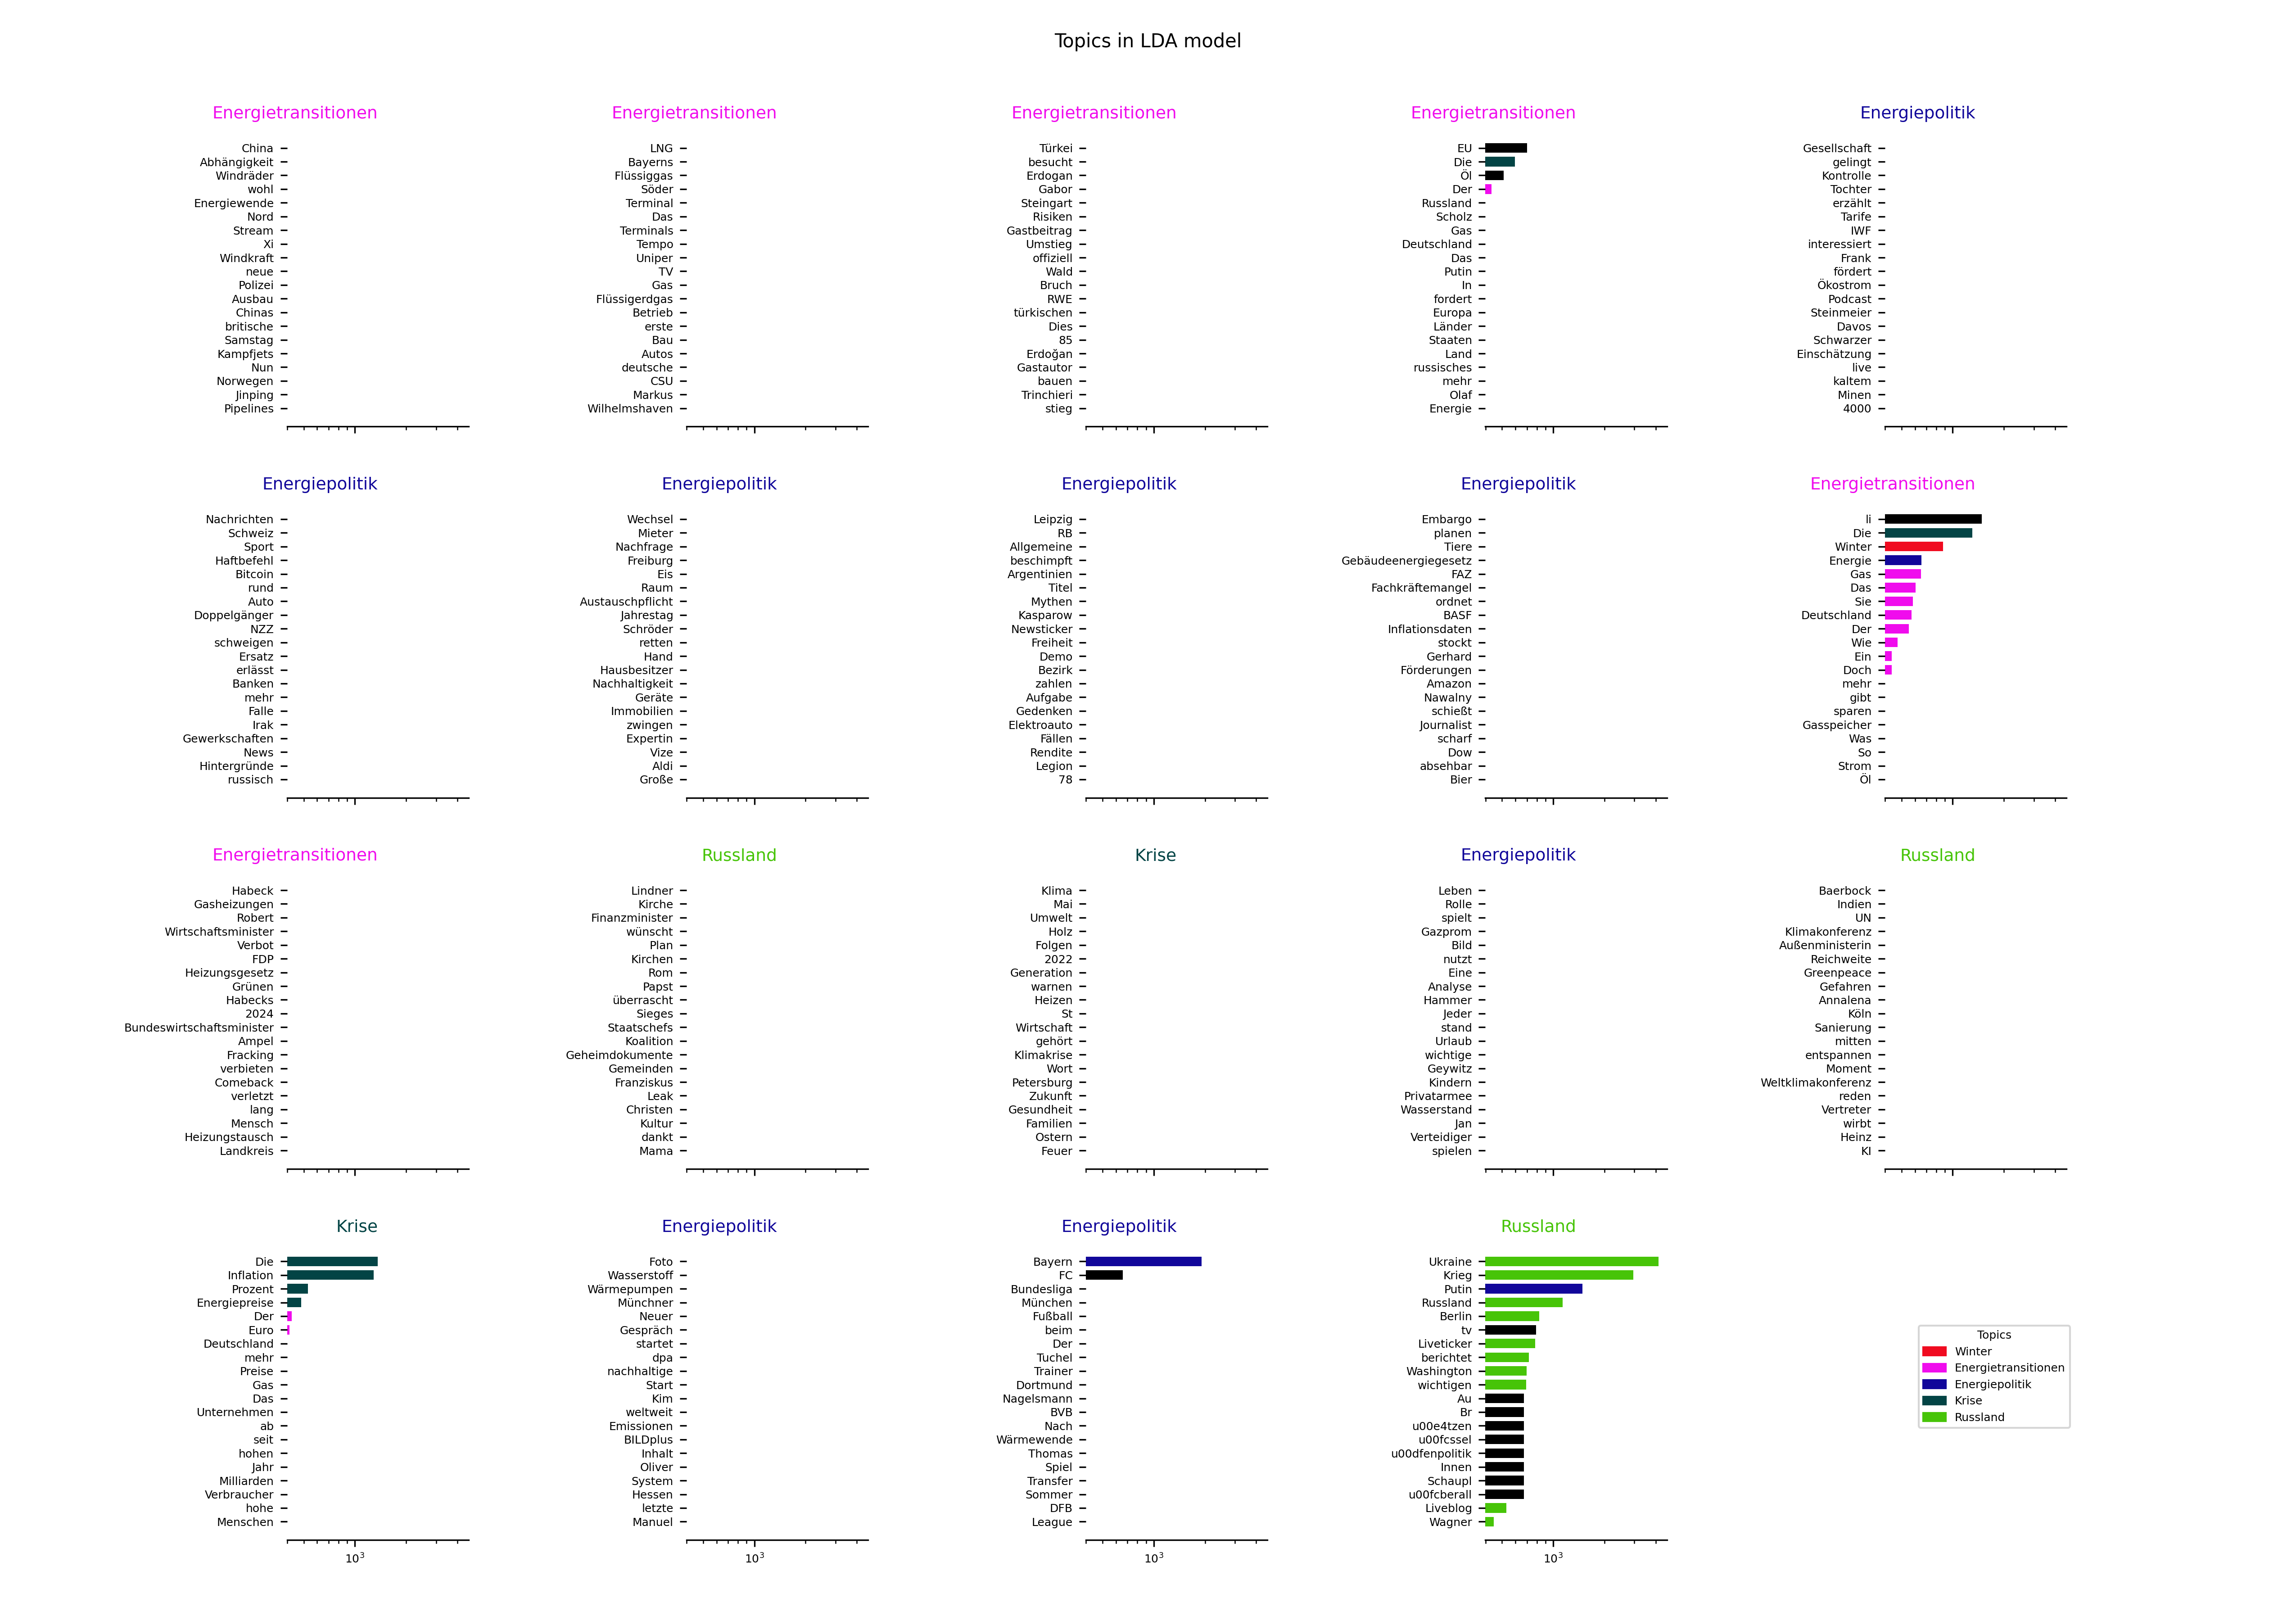 Topics in LDA model
Energietransitionen
China
Abhängigkeit
Windräder
wohl
Energiewende
Nord
Stream
Xi
Windkraft
neue
Polizei
Ausbau
Chinas
britische
Samstag
Kampfjets
Nun
Norwegen
Jinping
Pipelines
Energietransitionen
LNG
Bayerns
Flüssiggas
Söder
Terminal
Das
Terminals
Tempo
Uniper
TV
Gas
Flüssigerdgas
Betrieb
erste
Bau
Autos
deutsche
CSU
Markus
Wilhelmshaven
Energietransitionen
Türkei
besucht
Erdogan
Gabor
Steingart
Risiken
Gastbeitrag
Umstieg
offiziell
Wald
Bruch
RWE
türkischen
Dies
85
Erdoğan
Gastautor
bauen
Trinchieri
stieg
Energietransitionen
EU
Die
Öl
Der
Russland
Scholz
Gas
Deutschland
Das
Putin
In
fordert
Europa
Länder
Staaten
Land
russisches
mehr
Olaf
Energie
Energiepolitik
Gesellschaft
gelingt
Kontrolle
Tochter
erzählt
Tarife
IWF
interessiert
Frank
fördert
Ökostrom
Podcast
Steinmeier
Davos
Schwarzer
Einschätzung
live
kaltem
Minen
4000
Energiepolitik
Nachrichten
Schweiz
Sport
Haftbefehl
Bitcoin
rund
Auto
Doppelgänger
NZZ
schweigen
Ersatz
erlässt
Banken
mehr
Falle
Irak
Gewerkschaften
News
Hintergründe
russisch
Energiepolitik
Wechsel
Mieter
Nachfrage
Freiburg
Eis
Raum
Austauschpflicht
Jahrestag
Schröder
retten
Hand
Hausbesitzer
Nachhaltigkeit
Geräte
Immobilien
zwingen
Expertin
Vize
Aldi
Große
Energiepolitik
Leipzig
RB
Allgemeine
beschimpft
Argentinien
Titel
Mythen
Kasparow
Newsticker
Freiheit
Demo
Bezirk
zahlen
Aufgabe
Gedenken
Elektroauto
Fällen
Rendite
Legion
78
Energiepolitik
Embargo
planen
Tiere
Gebäudeenergiegesetz
FAZ
Fachkräftemangel
ordnet
BASF
Inflationsdaten
stockt
Gerhard
Förderungen
Amazon
Nawalny
schießt
Journalist
scharf
Dow
absehbar
Bier
Energietransitionen
li
Die
Winter
Energie
Gas
Das
Sie
Deutschland
Der
Wie
Ein
Doch
mehr
gibt
sparen
Gasspeicher
Was
So
Strom
Öl
Energietransitionen
Habeck
Gasheizungen
Robert
Wirtschaftsminister
Verbot
FDP
Heizungsgesetz
Grünen
Habecks
2024
Bundeswirtschaftsminister
Ampel
Fracking
verbieten
Comeback
verletzt
lang
Mensch
Heizungstausch
Landkreis
Russland
Lindner
Kirche
Finanzminister
wünscht
Plan
Kirchen
Rom
Papst
überrascht
Sieges
Staatschefs
Koalition
Geheimdokumente
Gemeinden
Franziskus
Leak
Christen
Kultur
dankt
Mama
Krise
Klima
Mai
Umwelt
Holz
Folgen
2022
Generation
warnen
Heizen
St
Wirtschaft
gehört
Klimakrise
Wort
Petersburg
Zukunft
Gesundheit
Familien
Ostern
Feuer
Energiepolitik
Leben
Rolle
spielt
Gazprom
Bild
nutzt
Eine
Analyse
Hammer
Jeder
stand
Urlaub
wichtige
Geywitz
Kindern
Privatarmee
Wasserstand
Jan
Verteidiger
spielen
Russland
Baerbock
Indien
UN
Klimakonferenz
Außenministerin
Reichweite
Greenpeace
Gefahren
Annalena
Köln
Sanierung
mitten
entspannen
Moment
Weltklimakonferenz
reden
Vertreter
wirbt
Heinz
KI
Krise
Die
Inflation
Prozent
Energiepreise
Der
Euro
Deutschland
mehr
Preise
Gas
Das
Unternehmen
ab
seit
hohen
Jahr
Milliarden
Verbraucher
hohe
Menschen
10³
Energiepolitik
Foto
Wasserstoff
Wärmepumpen
Münchner
Neuer
Gespräch
startet
dpa
nachhaltige
Start
Kim
weltweit
Emissionen
BILDplus
Inhalt
Oliver
System
Hessen
letzte
Manuel
10³
Energiepolitik
Bayern
FC
Bundesliga
München
Fußball
beim
Der
Tuchel
Trainer
Dortmund
Nagelsmann
BVB
Nach
Wärmewende
Thomas
Spiel
Transfer
Sommer
DFB
League
10³
Russland
Ukraine
Krieg
Putin
Russland
Berlin
tv
Liveticker
berichtet
Washington
wichtigen
Au
Br
u00e4tzen
u00fcssel
u00dfenpolitik
Innen
Schaupl
u00fcberall
Liveblog
Wagner
10³
Topics
Winter
Energietransitionen
Energiepolitik
Krise
Russland